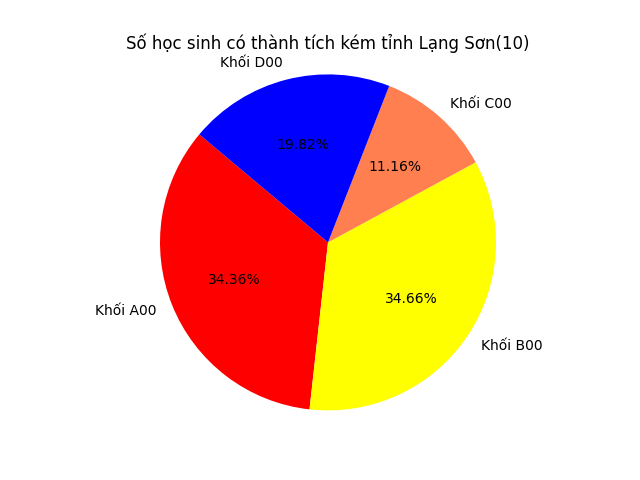 Số học sinh có thành tích kém tỉnh Lạng Sơn(10)
Khối D00
Khối C00
19.82%
11.16%
34.36%
34.66%
Khối A00
Khối B00